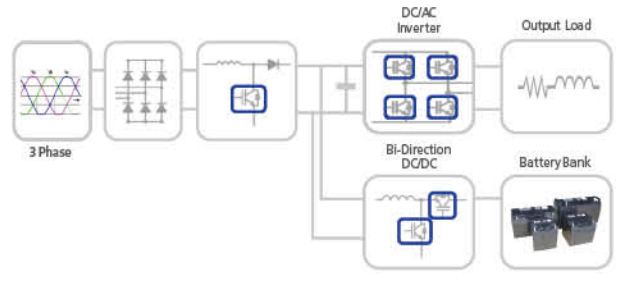 DC/AC
Inverter
Output Load
3 Phase
Bi-Direction
DC/DC
Battery Bank